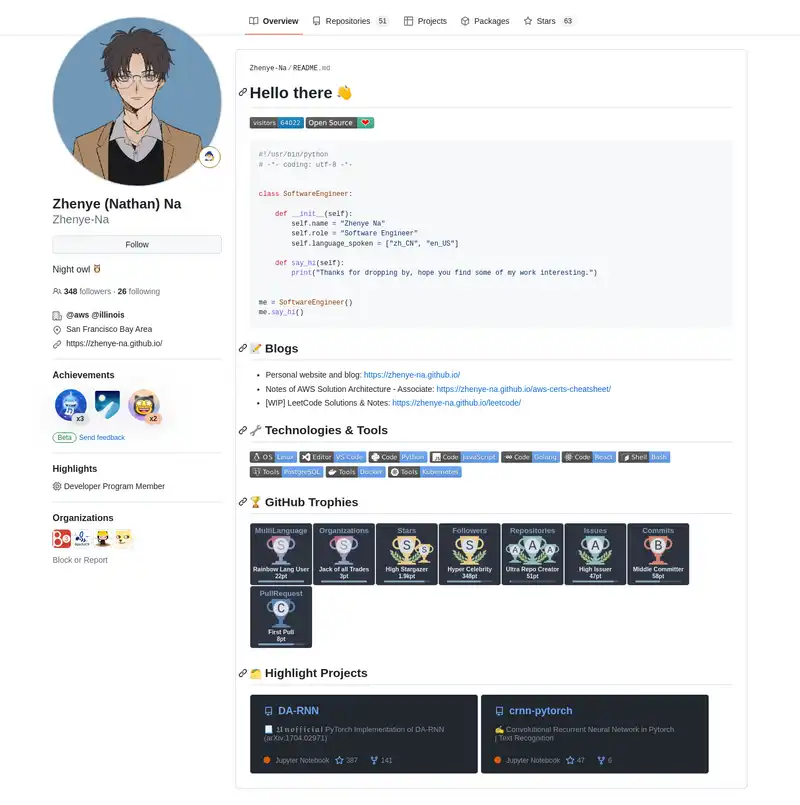 Overview Repositories 51 Projects Packages Stars 63
Zhenye (Nathan) Na
Zhenye-Na
Follow
Night owl
348 followers · 26 following
@aws @illinois
San Francisco Bay Area
https://zhenye-na.github.io/
Achievements
x3 x2
Beta Send feedback
Highlights
Developer Program Member
Organizations
Block or Report
Zhenye-Na/README.md
Hello there 👋
visitors 64022 Open Source
#!/usr/bin/python
# -*- coding: utf-8 -*-
class SoftwareEngineer:
def __init__(self):
self.name = "Zhenye Na"
self.role = "Software Engineer"
self.language_spoken = ["zh_CN", "en_US"]
def say_hi(self):
print("Thanks for dropping by, hope you find some of my work interesting.")
me = SoftwareEngineer()
me.say_hi()
📝 Blogs
Personal website and blog: https://zhenye-na.github.io/
Notes of AWS Solution Architecture - Associate: https://zhenye-na.github.io/aws-certs-cheatsheet/
[WIP] LeetCode Solutions & Notes: https://zhenye-na.github.io/leetcode/
🔧 Technologies & Tools
OS Linux Editor VS Code Code Python Code JavaScript Code Golang Code React Shell Bash
Tools PostgreSQL Tools Docker Tools Kubernetes
🏆 GitHub Trophies
MultiLanguage Organizations Stars Followers Repositories Issues Commits
S S S S S A A A A B
Rainbow Lang User Jack of all Trades High Stargazer Hyper Celebrity Ultra Repo Creator High Issuer Middle Committer
22pt 3pt 1.9kpt 348pt 51pt 47pt 58pt
PullRequest
C
First Pull
8pt
🗂️ Highlight Projects
DA-RNN
📃 𝖀𝖓𝖔𝖋𝖋𝖎𝖈𝖎𝖆𝖑 PyTorch Implementation of DA-RNN
(arXiv:1704.02971)
Jupyter Notebook 387 141
crnn-pytorch
✍️ Convolutional Recurrent Neural Network in Pytorch
| Text Recognition
Jupyter Notebook 47 6